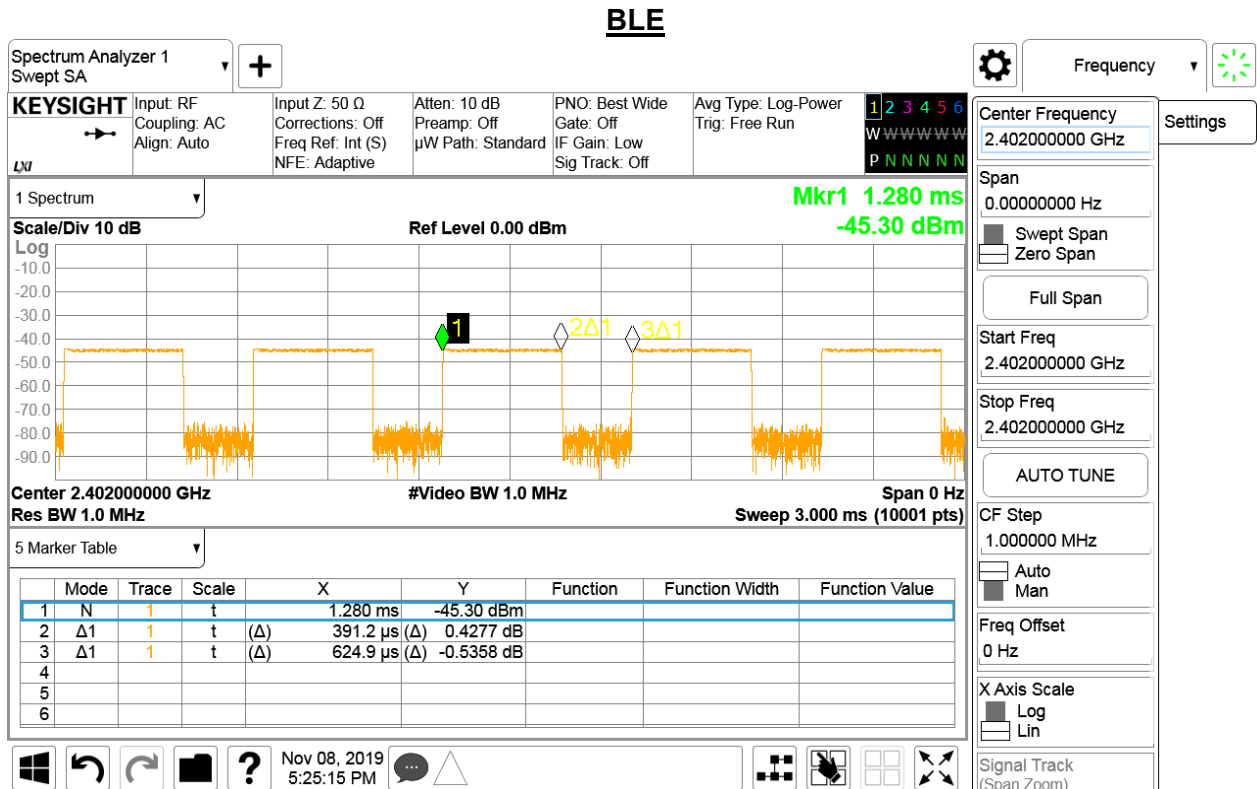 BLE
Spectrum Analyzer 1
Swept SA
Frequency
KEYSIGHT
LXI
Input: RF
Coupling: AC
Align: Auto
Input Z: 50 Ω
Corrections: Off
Freq Ref: Int (S)
NFE: Adaptive
Atten: 10 dB
Preamp: Off
µW Path: Standard
PNO: Best Wide
Gate: Off
IF Gain: Low
Sig Track: Off
Avg Type: Log-Power
Trig: Free Run
1 2 3 4 5 6
W W W W W W
P N N N N N
Settings
1 Spectrum
Mkr1 1.280 ms
-45.30 dBm
Scale/Div 10 dB
Ref Level 0.00 dBm
Log
-10.0
-20.0
-30.0
-40.0
-50.0
-60.0
-70.0
-80.0
-90.0
1
2Δ1
3Δ1
Center 2.402000000 GHz
#Video BW 1.0 MHz
Span 0 Hz
Res BW 1.0 MHz
Sweep 3.000 ms (10001 pts)
5 Marker Table
Mode Trace Scale X Y Function Function Width Function Value
1 N 1 t 1.280 ms -45.30 dBm
2 Δ1 1 t (Δ) 391.2 µs (Δ) 0.4277 dB
3 Δ1 1 t (Δ) 624.9 µs (Δ) -0.5358 dB
4
5
6
Nov 08, 2019
5:25:15 PM
Center Frequency
2.402000000 GHz
Span
0.00000000 Hz
Swept Span
Zero Span
Full Span
Start Freq
2.402000000 GHz
Stop Freq
2.402000000 GHz
AUTO TUNE
CF Step
1.000000 MHz
Auto
Man
Freq Offset
0 Hz
X Axis Scale
Log
Lin
Signal Track
(Span Zoom)